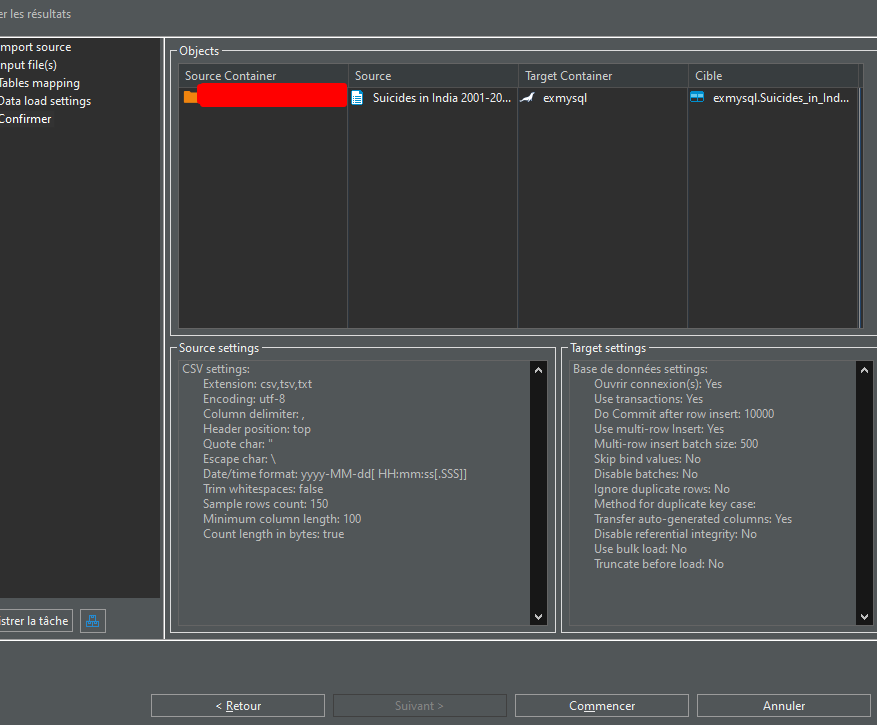 er les résultats
mport source
nput file(s)
Tables mapping
Data load settings
Confirmer
Objects
Source Container Source Target Container Cible
Suicides in India 2001-20... exmysql exmysql.Suicides_in_Ind...
Source settings
CSV settings:
Extension: csv,tsv,txt
Encoding: utf-8
Column delimiter: ,
Header position: top
Quote char: "
Escape char: \
Date/time format: yyyy-MM-dd[ HH:mm:ss[.SSS]]
Trim whitespaces: false
Sample rows count: 150
Minimum column length: 100
Count length in bytes: true
Target settings
Base de données settings:
Ouvrir connexion(s): Yes
Use transactions: Yes
Do Commit after row insert: 10000
Use multi-row Insert: Yes
Multi-row insert batch size: 500
Skip bind values: No
Disable batches: No
Ignore duplicate rows: No
Method for duplicate key case:
Transfer auto-generated columns: Yes
Disable referential integrity: No
Use bulk load: No
Truncate before load: No
istrer la tâche
< Retour Suivant > Commencer Annuler